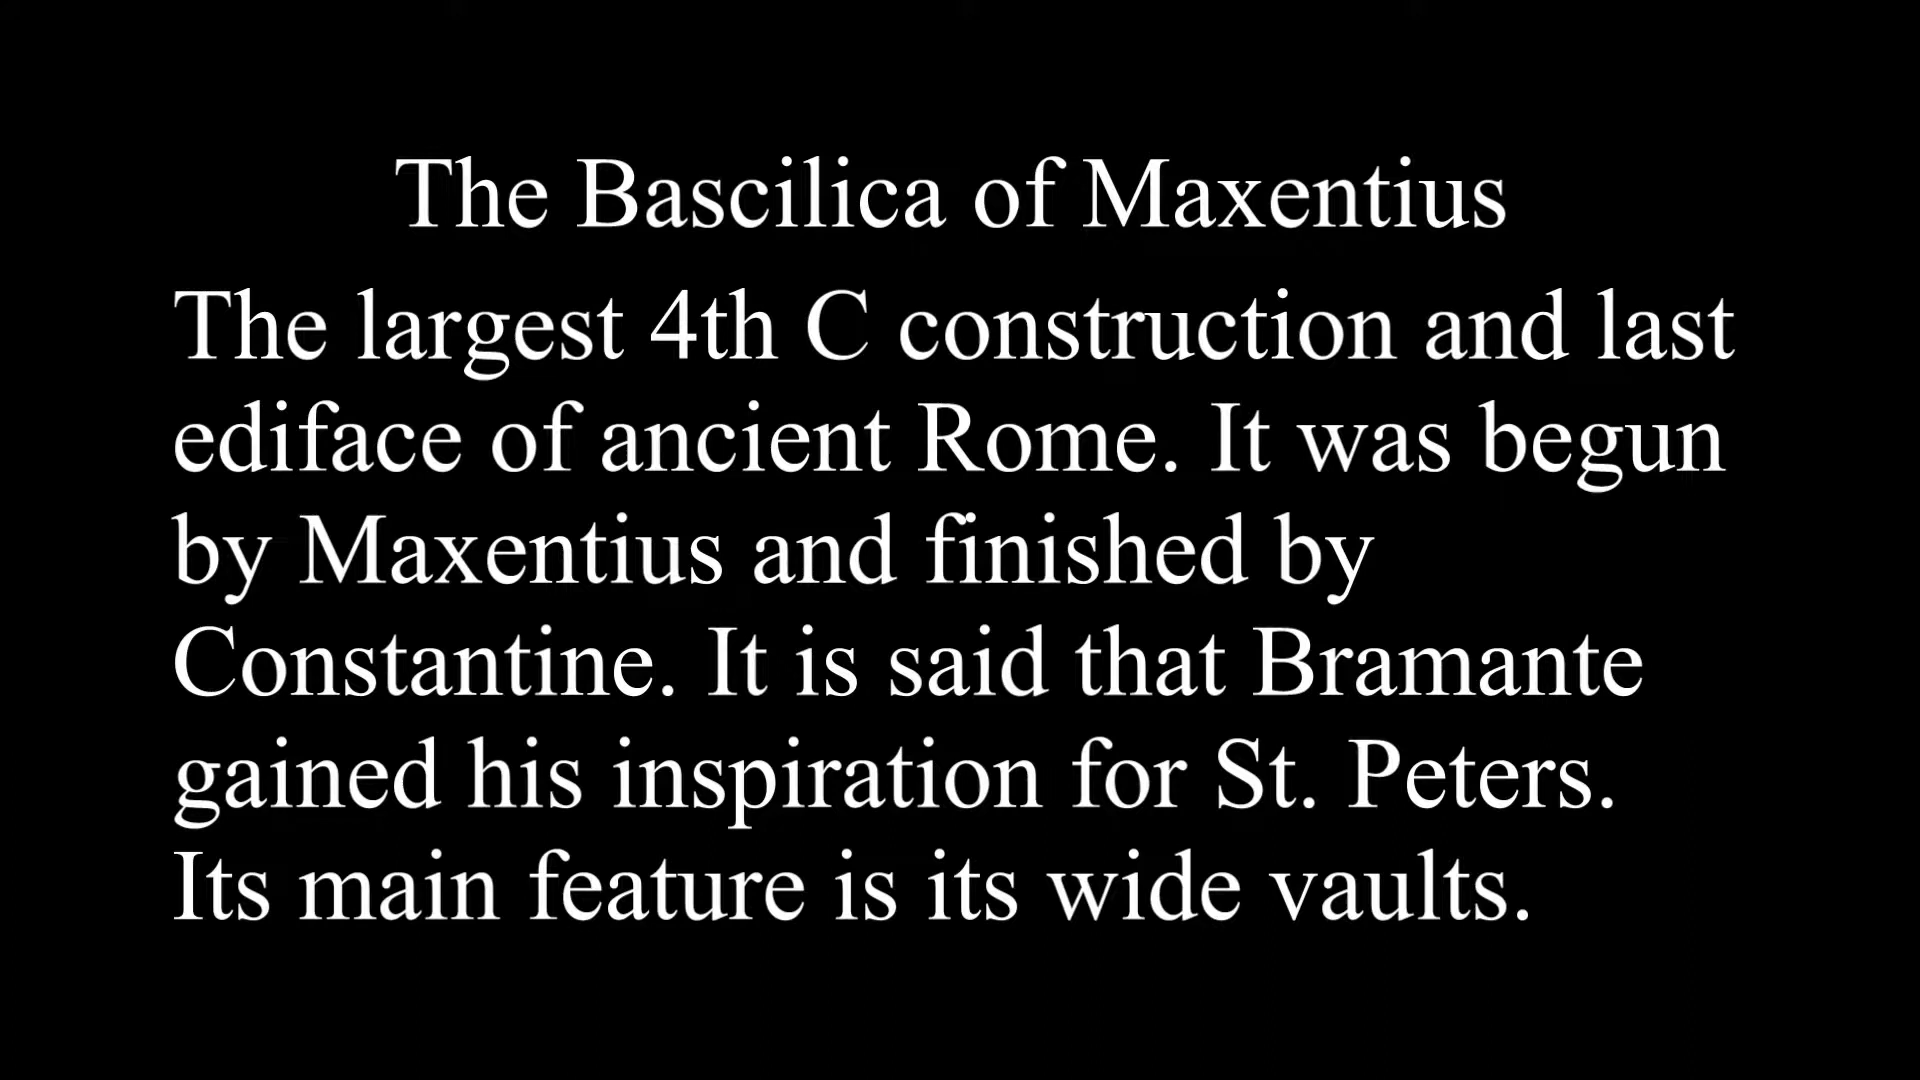 The Bascilica of Maxentius
The largest 4th C construction and last
ediface of ancient Rome. It was begun
by Maxentius and finished by
Constantine. It is said that Bramante
gained his inspiration for St. Peters.
Its main feature is its wide vaults.